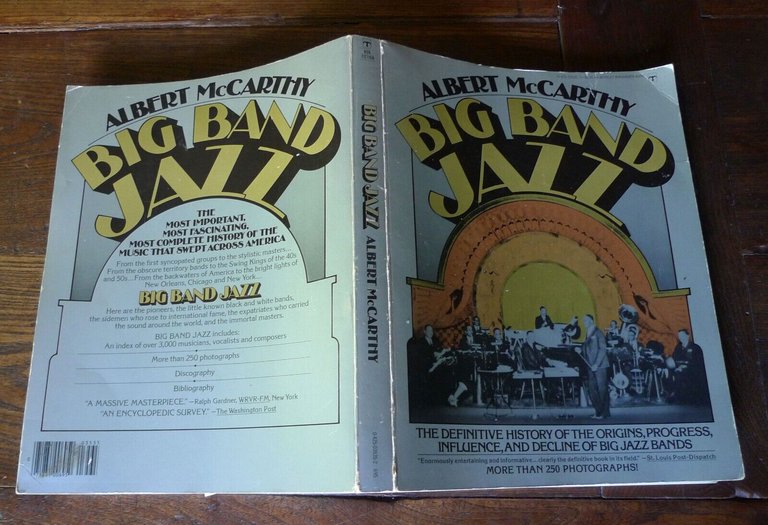 ALBERT McCARTHY
BIG BAND
JAZZ
THE
MOST IMPORTANT,
MOST FASCINATING,
MOST COMPLETE HISTORY OF THE
MUSIC THAT SWEPT ACROSS AMERICA
From the first syncopated groups to the stylistic masters...
From the obscure territory bands to the Swing Kings of the 40s
and 50s...From the backwaters of America to the bright lights of
New Orleans, Chicago and New York...
BIG BAND JAZZ
Here are the pioneers, the little known black and white bands,
the sidemen who rose to international fame, the expatriates who carried
the sound around the world, and the immortal masters.
BIG BAND JAZZ includes:
An index of over 3,000 musicians, vocalists and composers
More than 250 photographs
Discography
Bibliography
"A MASSIVE MASTERPIECE." —Ralph Gardner, WRVR-FM, New York
"AN ENCYCLOPEDIC SURVEY." —The Washington Post
BIG BAND JAZZ ALBERT McCARTHY
ALBERT McCARTHY
BIG BAND
JAZZ
THE DEFINITIVE HISTORY OF THE ORIGINS, PROGRESS,
INFLUENCE, AND DECLINE OF BIG JAZZ BANDS
"Enormously entertaining and informative...clearly the definitive book in its field." —St. Louis Post-Dispatch
MORE THAN 250 PHOTOGRAPHS!